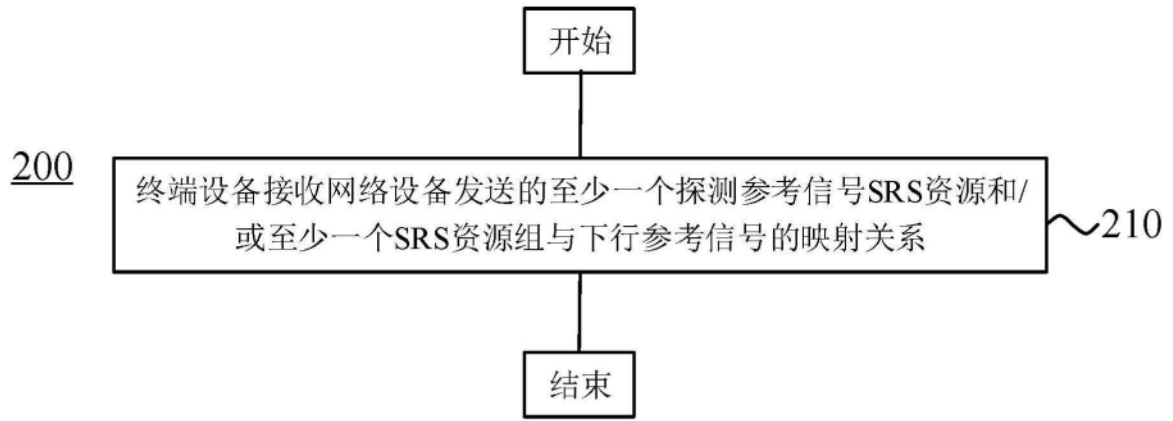 开始
200
终端设备接收网络设备发送的至少一个探测参考信号SRS资源和/
或至少一个SRS资源组与下行参考信号的映射关系
210
结束